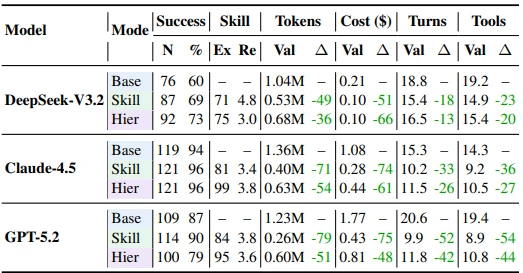 Model Mode Success Skill Tokens Cost ($) Turns Tools
N % Ex Re Val Δ Val Δ Val Δ Val Δ
Base 76 60 – – 1.04M – 0.21 – 18.8 – 19.2 –
DeepSeek-V3.2 Skill 87 69 71 4.8 0.53M -49 0.10 -51 15.4 -18 14.9 -23
Hier 92 73 75 3.0 0.68M -36 0.10 -66 16.5 -13 15.4 -20
Base 119 94 – – 1.36M – 1.08 – 15.3 – 14.3 –
Claude-4.5 Skill 121 96 81 3.4 0.40M -71 0.28 -74 10.2 -33 9.2 -36
Hier 121 96 99 3.8 0.63M -54 0.44 -61 11.5 -26 10.5 -27
Base 109 87 – – 1.23M – 1.77 – 20.6 – 19.4 –
GPT-5.2 Skill 114 90 84 3.8 0.26M -79 0.43 -75 9.9 -52 8.9 -54
Hier 100 79 95 3.6 0.60M -51 0.81 -48 11.8 -42 10.8 -44